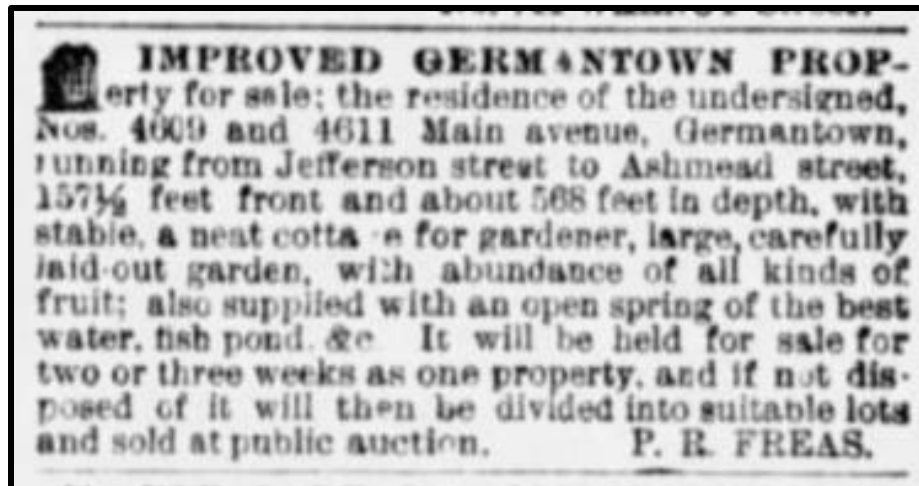 IMPROVED GERMANTOWN PROP-
erty for sale; the residence of the undersigned,
Nos. 4609 and 4611 Main avenue, Germantown,
running from Jefferson street to Ashmead street,
157½ feet front and about 568 feet in depth, with
stable, a neat cotta e for gardener, large, carefully
laid-out garden, with abundance of all kinds of
fruit; also supplied with an open spring of the best
water, fish pond, &c. It will be held for sale for
two or three weeks as one property, and if not dis-
posed of it will then be divided into suitable lots
and sold at public auction. P. R. FREAS.